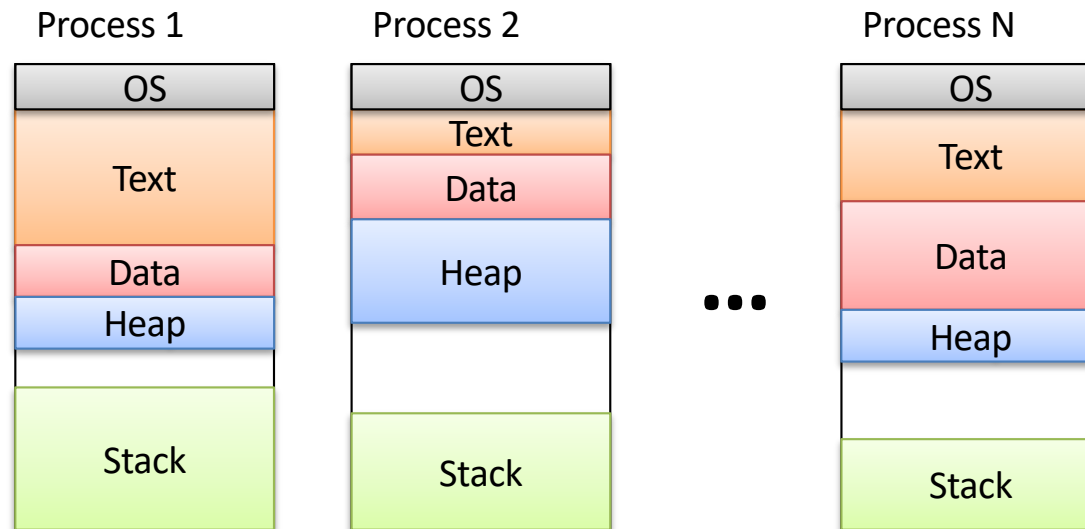 Process 1
OS
Text
Data
Heap
Stack
Process 2
OS
Text
Data
Heap
Stack
...
Process N
OS
Text
Data
Heap
Stack